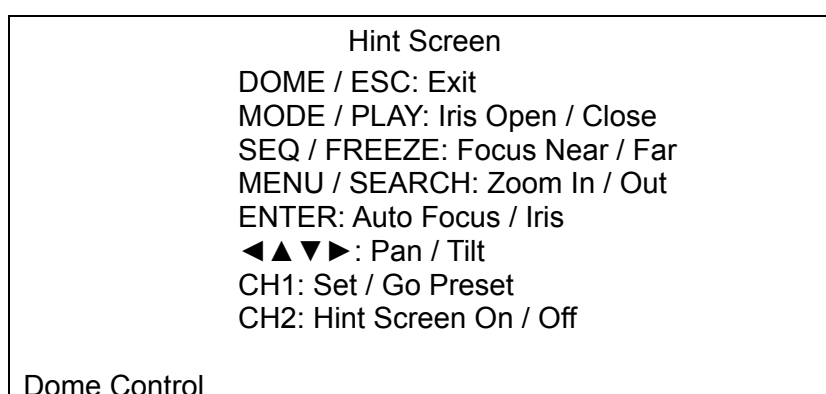 Hint Screen
DOME / ESC: Exit
MODE / PLAY: Iris Open / Close
SEQ / FREEZE: Focus Near / Far
MENU / SEARCH: Zoom In / Out
ENTER: Auto Focus / Iris
◄▲▼►: Pan / Tilt
CH1: Set / Go Preset
CH2: Hint Screen On / Off
Dome Control